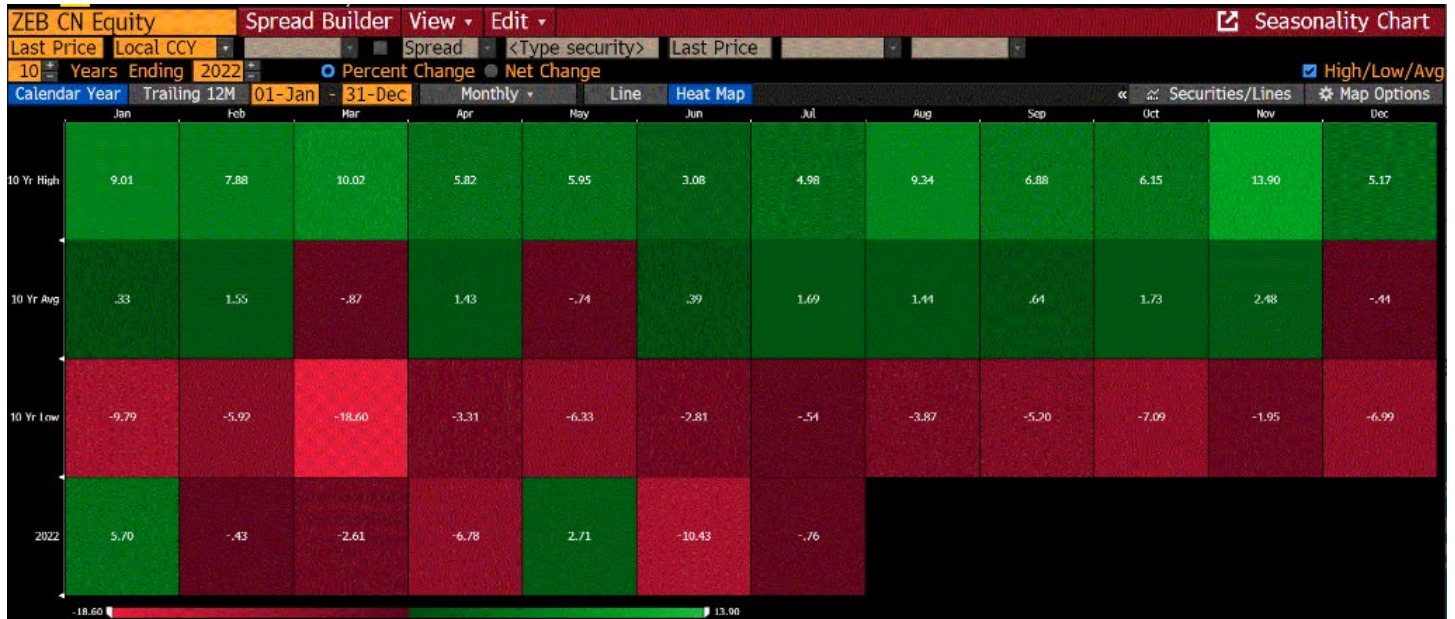 ZEB CN Equity Spread Builder View Edit Seasonality Chart
Last Price Local CCY Spread <Type security> Last Price
10 Years Ending 2022 Percent Change Net Change High/Low/Avg
Calendar Year Trailing 12M 01-Jan - 31-Dec Monthly Line Heat Map « Securities/Lines Map Options
Jan Feb Mar Apr May Jun Jul Aug Sep Oct Nov Dec
10 Yr High 9.01 7.88 10.02 5.82 5.95 3.08 4.98 9.34 6.88 6.15 13.90 5.17
10 Yr Avg .33 1.55 -.87 1.43 -.74 .39 1.69 1.44 .64 1.73 2.48 -.44
10 Yr Low -9.79 -5.92 -18.60 -3.31 -6.33 -2.81 -.54 -3.87 -5.20 -7.09 -1.95 -6.99
2022 5.70 -.43 -2.61 -6.78 2.71 -10.43 -.76
-18.60 13.90